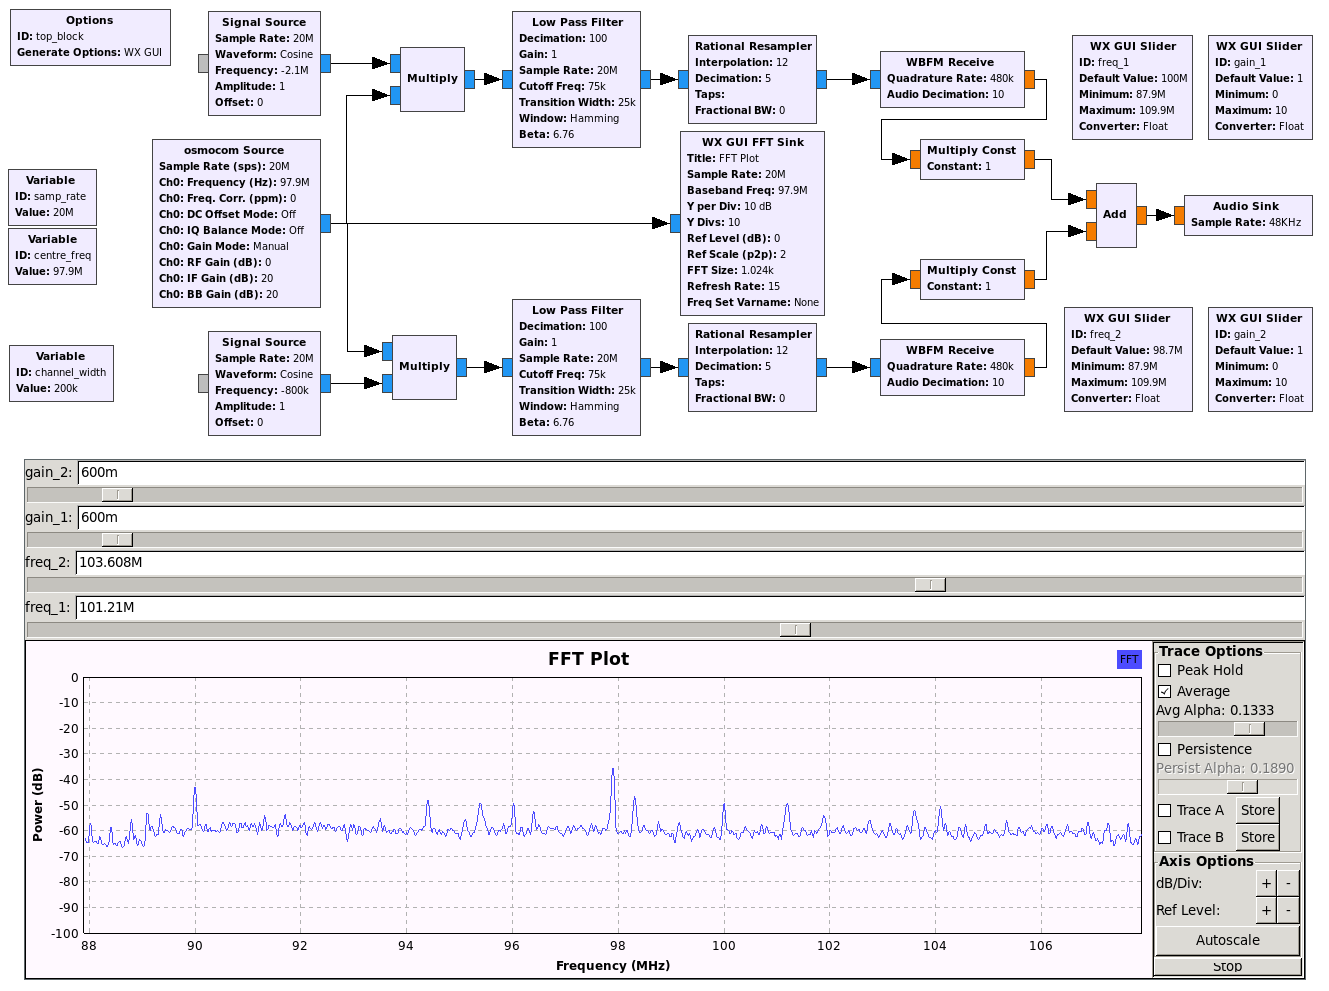 Options
ID: top_block
Generate Options: WX GUI
Signal Source
Sample Rate: 20M
Waveform: Cosine
Frequency: -2.1M
Amplitude: 1
Offset: 0
Multiply
Low Pass Filter
Decimation: 100
Gain: 1
Sample Rate: 20M
Cutoff Freq: 75k
Transition Width: 25k
Window: Hamming
Beta: 6.76
Rational Resampler
Interpolation: 12
Decimation: 5
Taps:
Fractional BW: 0
WBFM Receive
Quadrature Rate: 480k
Audio Decimation: 10
WX GUI Slider
ID: freq_1
Default Value: 100M
Minimum: 87.9M
Maximum: 109.9M
Converter: Float
WX GUI Slider
ID: gain_1
Default Value: 1
Minimum: 0
Maximum: 10
Converter: Float
Variable
ID: samp_rate
Value: 20M
Variable
ID: centre_freq
Value: 97.9M
osmocom Source
Sample Rate (sps): 20M
Ch0: Frequency (Hz): 97.9M
Ch0: Freq. Corr. (ppm): 0
Ch0: DC Offset Mode: Off
Ch0: IQ Balance Mode: Off
Ch0: Gain Mode: Manual
Ch0: RF Gain (dB): 0
Ch0: IF Gain (dB): 20
Ch0: BB Gain (dB): 20
WX GUI FFT Sink
Title: FFT Plot
Sample Rate: 20M
Baseband Freq: 97.9M
Y per Div: 10 dB
Y Divs: 10
Ref Level (dB): 0
Ref Scale (p2p): 2
FFT Size: 1.024k
Refresh Rate: 15
Freq Set Varname: None
Multiply Const
Constant: 1
Add
Audio Sink
Sample Rate: 48KHz
Multiply Const
Constant: 1
Variable
ID: channel_width
Value: 200k
Signal Source
Sample Rate: 20M
Waveform: Cosine
Frequency: -800k
Amplitude: 1
Offset: 0
Multiply
Low Pass Filter
Decimation: 100
Gain: 1
Sample Rate: 20M
Cutoff Freq: 75k
Transition Width: 25k
Window: Hamming
Beta: 6.76
Rational Resampler
Interpolation: 12
Decimation: 5
Taps:
Fractional BW: 0
WBFM Receive
Quadrature Rate: 480k
Audio Decimation: 10
WX GUI Slider
ID: freq_2
Default Value: 98.7M
Minimum: 87.9M
Maximum: 109.9M
Converter: Float
WX GUI Slider
ID: gain_2
Default Value: 1
Minimum: 0
Maximum: 10
Converter: Float
gain_2: 600m
gain_1: 600m
freq_2: 103.608M
freq_1: 101.21M
FFT Plot
FFT
Power (dB)
0
-10
-20
-30
-40
-50
-60
-70
-80
-90
-100
88 90 92 94 96 98 100 102 104 106
Frequency (MHz)
Trace Options
Peak Hold
Average
Avg Alpha: 0.1333
Persistence
Persist Alpha: 0.1890
Trace A Store
Trace B Store
Axis Options
dB/Div: + -
Ref Level: + -
Autoscale
Stop